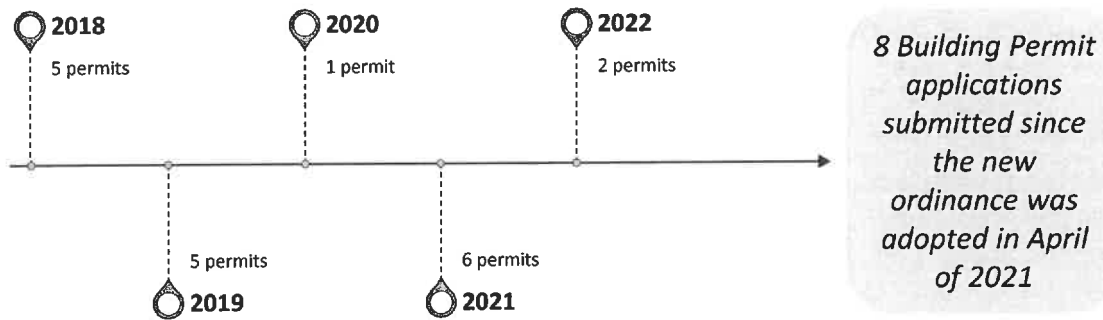 2018
5 permits
2020
1 permit
2022
2 permits
5 permits
2019
6 permits
2021
8 Building Permit
applications
submitted since
the new
ordinance was
adopted in April
of 2021